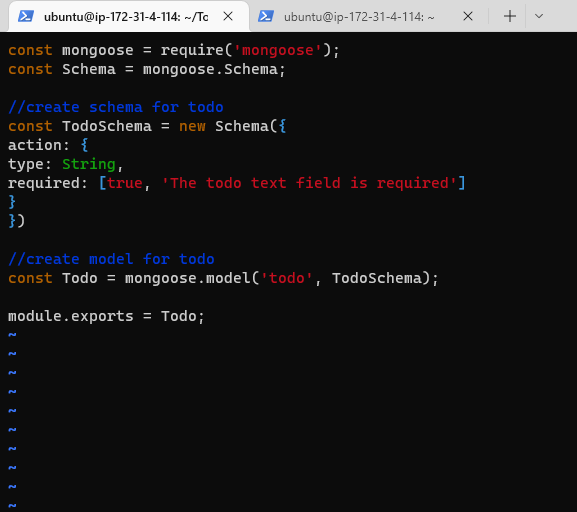 ubuntu@ip-172-31-4-114: ~/To
ubuntu@ip-172-31-4-114: ~
const mongoose = require('mongoose');
const Schema = mongoose.Schema;
//create schema for todo
const TodoSchema = new Schema({
action: {
type: String,
required: [true, 'The todo text field is required']
}
})
//create model for todo
const Todo = mongoose.model('todo', TodoSchema);
module.exports = Todo;
~
~
~
~
~
~
~
~
~
~